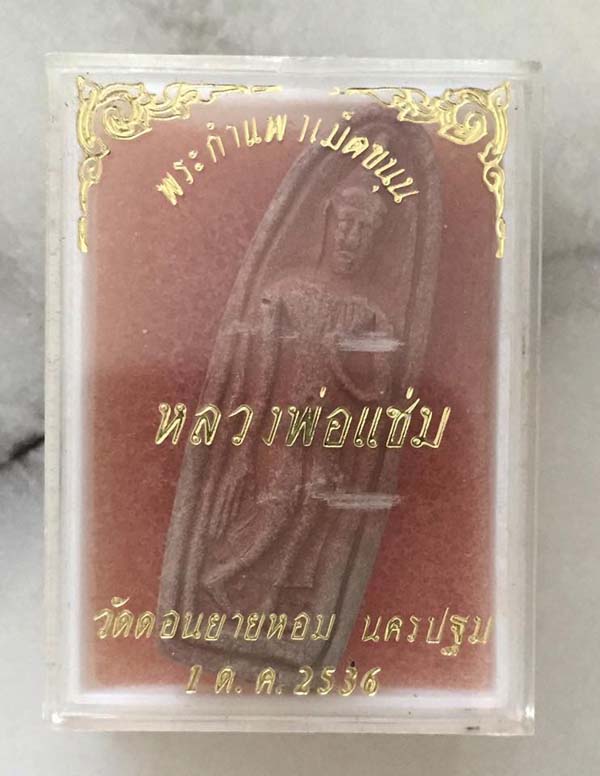 พระกำแพงเม็ดขนุน
หลวงพ่อแช่ม
วัดดอนยายหอม นครปฐม
1 ต.ค. 2536